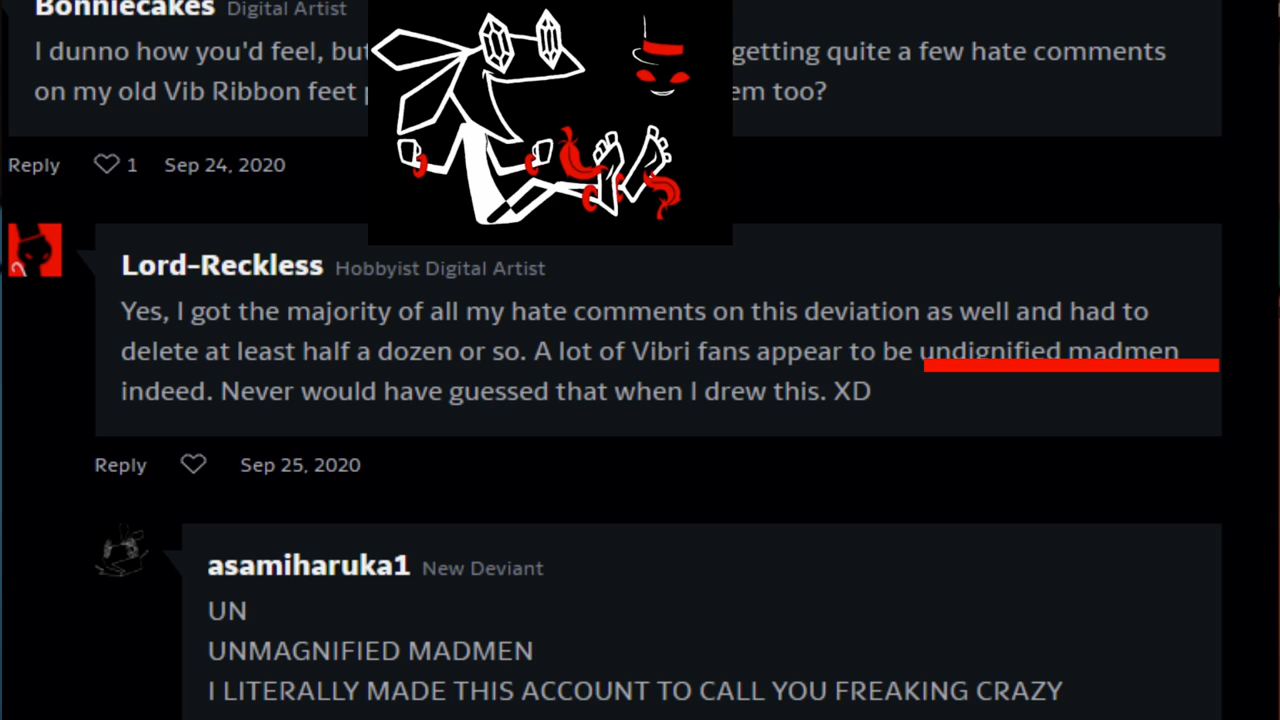 Bonniecakes Digital Artist
I dunno how you'd feel, but getting quite a few hate comments
on my old Vib Ribbon feet em too?
Reply 1 Sep 24, 2020
Lord-Reckless Hobbyist Digital Artist
Yes, I got the majority of all my hate comments on this deviation as well and had to
delete at least half a dozen or so. A lot of Vibri fans appear to be undignified madmen
indeed. Never would have guessed that when I drew this. XD
Reply Sep 25, 2020
asamiharuka1 New Deviant
UN
UNMAGNIFIED MADMEN
I LITERALLY MADE THIS ACCOUNT TO CALL YOU FREAKING CRAZY